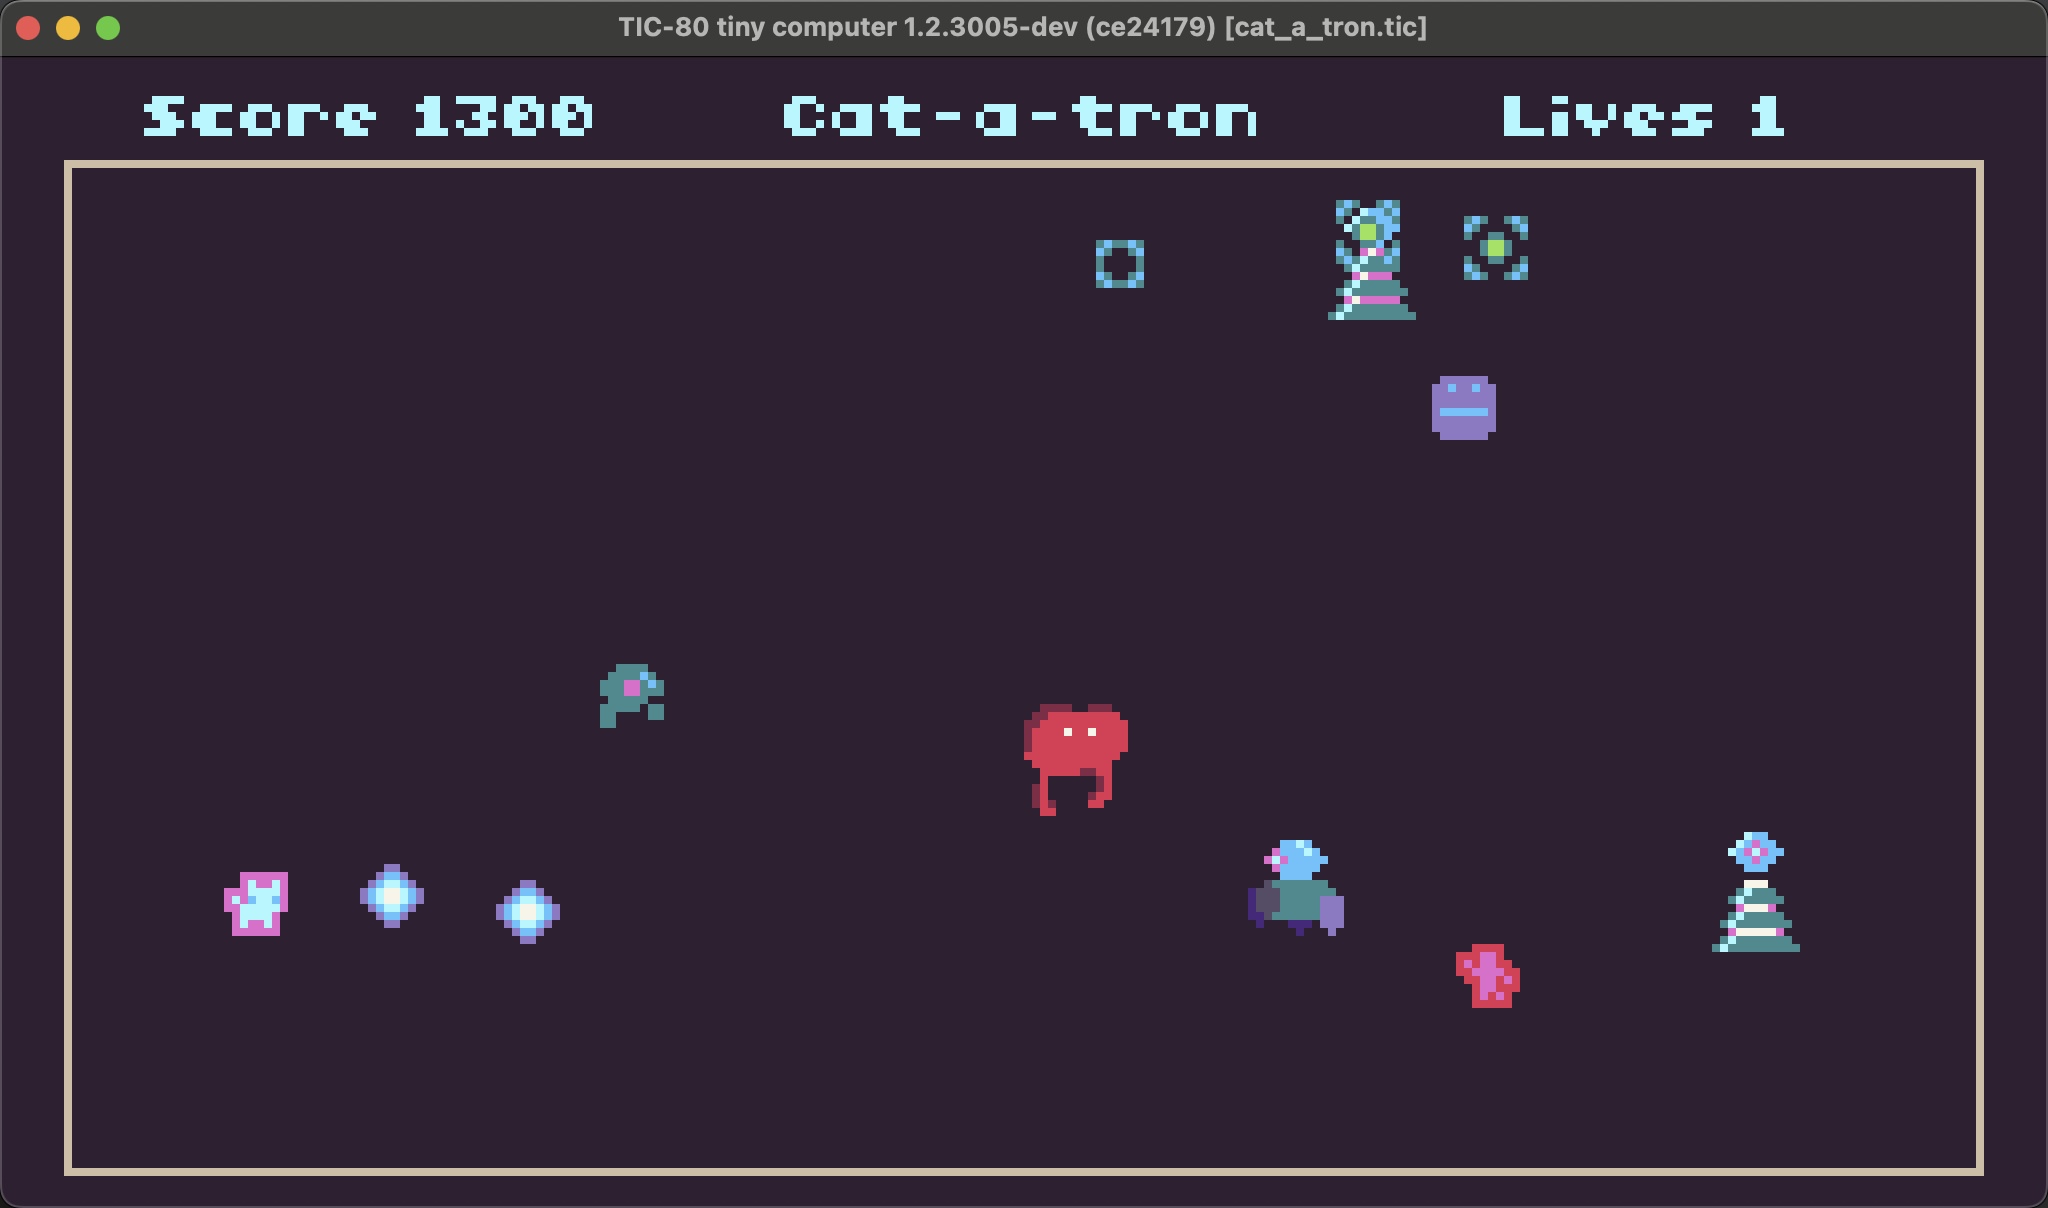 TIC-80 tiny computer 1.2.3005-dev (ce24179) [cat_a_tron.tic]
Score 1300 Cat-a-tron Lives 1